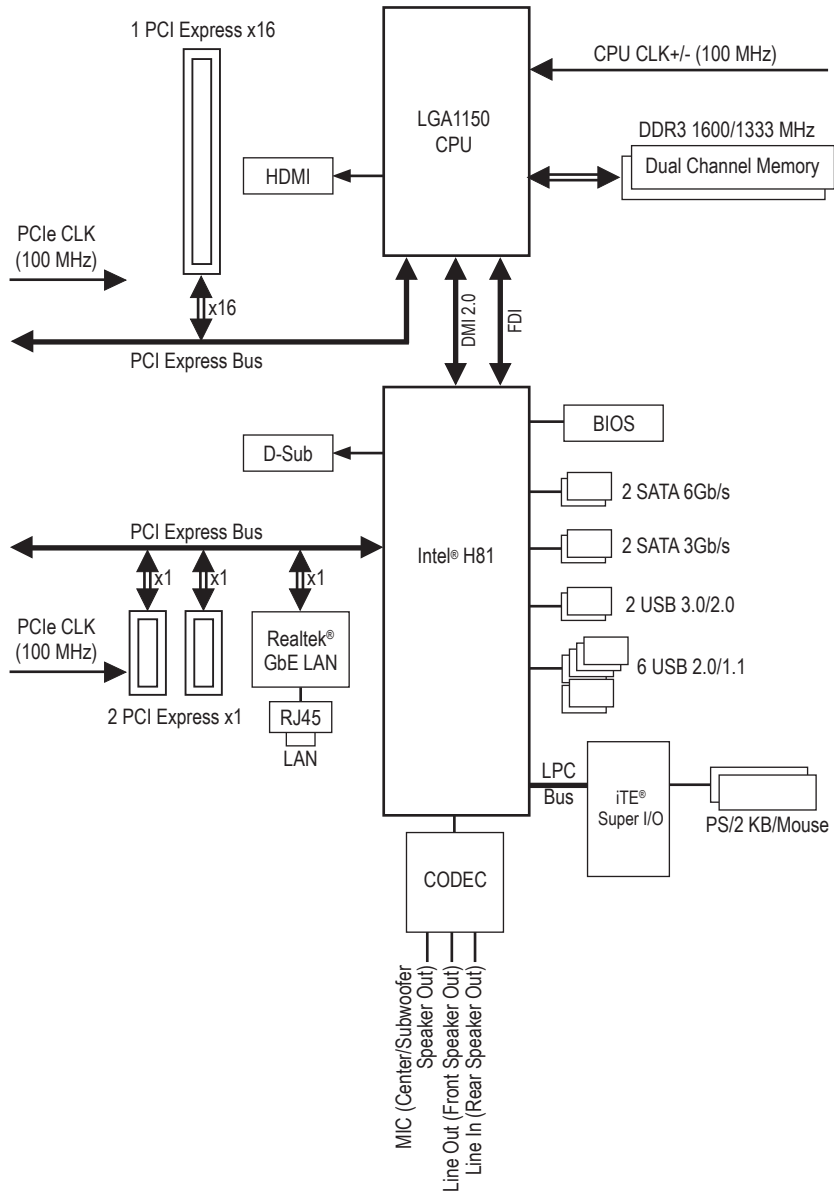 1 PCI Express x16
CPU CLK+/- (100 MHz)
LGA1150
CPU
DDR3 1600/1333 MHz
Dual Channel Memory
HDMI
PCIe CLK
(100 MHz)
x16
PCI Express Bus
DMI 2.0
FDI
BIOS
D-Sub
2 SATA 6Gb/s
PCI Express Bus
Intel® H81
2 SATA 3Gb/s
x1
x1
x1
2 USB 3.0/2.0
PCIe CLK
(100 MHz)
Realtek®
GbE LAN
6 USB 2.0/1.1
2 PCI Express x1
RJ45
LAN
LPC
Bus
iTE®
Super I/O
PS/2 KB/Mouse
CODEC
MIC (Center/Subwoofer
Speaker Out)
Line Out (Front Speaker Out)
Line In (Rear Speaker Out)